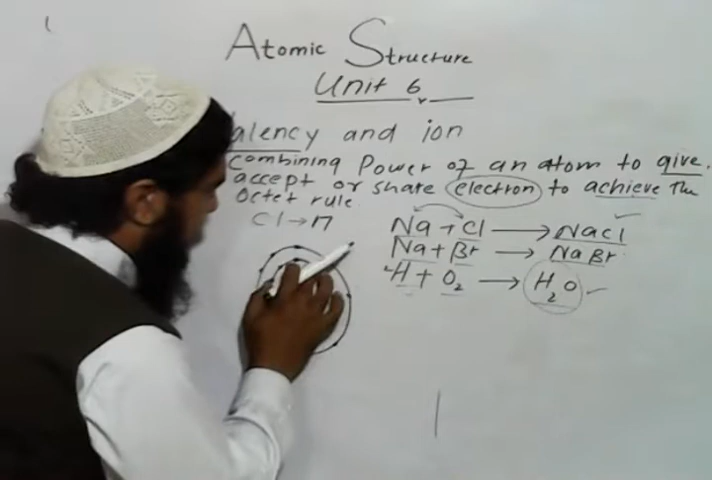 Atomic Structure
Unit 6
alency and ion
combining Power of an atom to give.
accept or share electron to achieve the
octet rule.
Cl → 17
Na + Cl → NaCl
Na + Br → NaBr
H + O2 → H2O